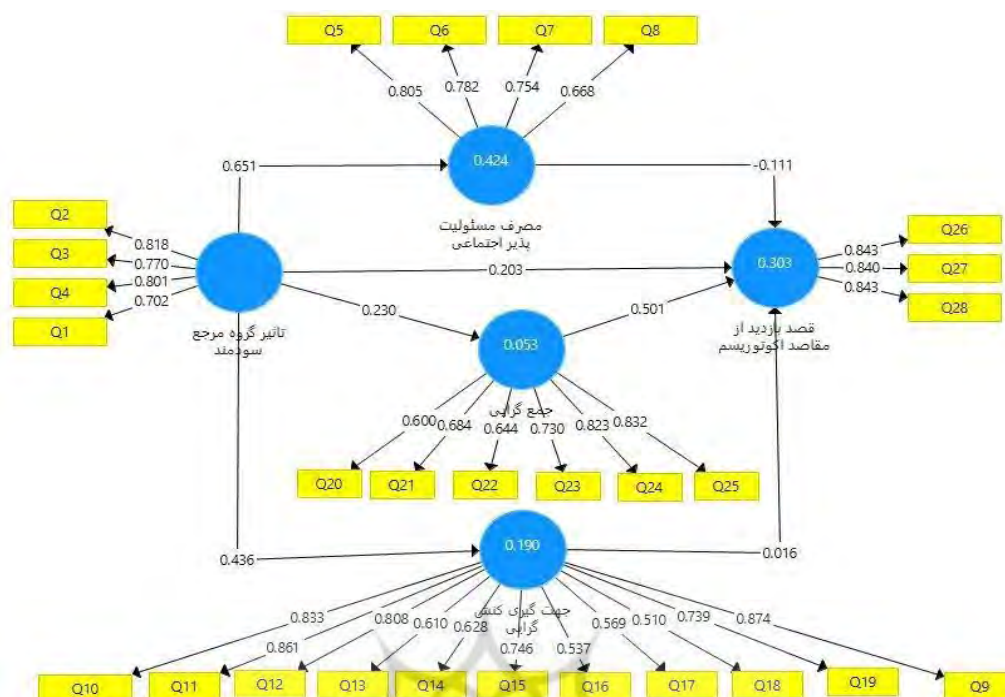 Q5 Q6 Q7 Q8
0.805 0.782 0.754 0.668
0.424
0.651 -0.111
مصرف مسئولیت
پذیر اجتماعی
Q2
Q3
Q4
Q1
0.818
0.770
0.801
0.702
تاثیر گروه مرجع
سودمند
0.203
0.303
قصد بازدید از
مقاصد اکوتوریسم
0.843
0.840
0.843
Q26
Q27
Q28
0.230 0.501
0.053
جمع گرایی
0.600 0.684 0.644 0.730 0.823 0.832
Q20 Q21 Q22 Q23 Q24 Q25
0.190
0.436 0.016
جهت گیری کنش
گرایی
0.833 0.861 0.808 0.610 0.628 0.746 0.537 0.569 0.510 0.739 0.874
Q10 Q11 Q12 Q13 Q14 Q15 Q16 Q17 Q18 Q19 Q9